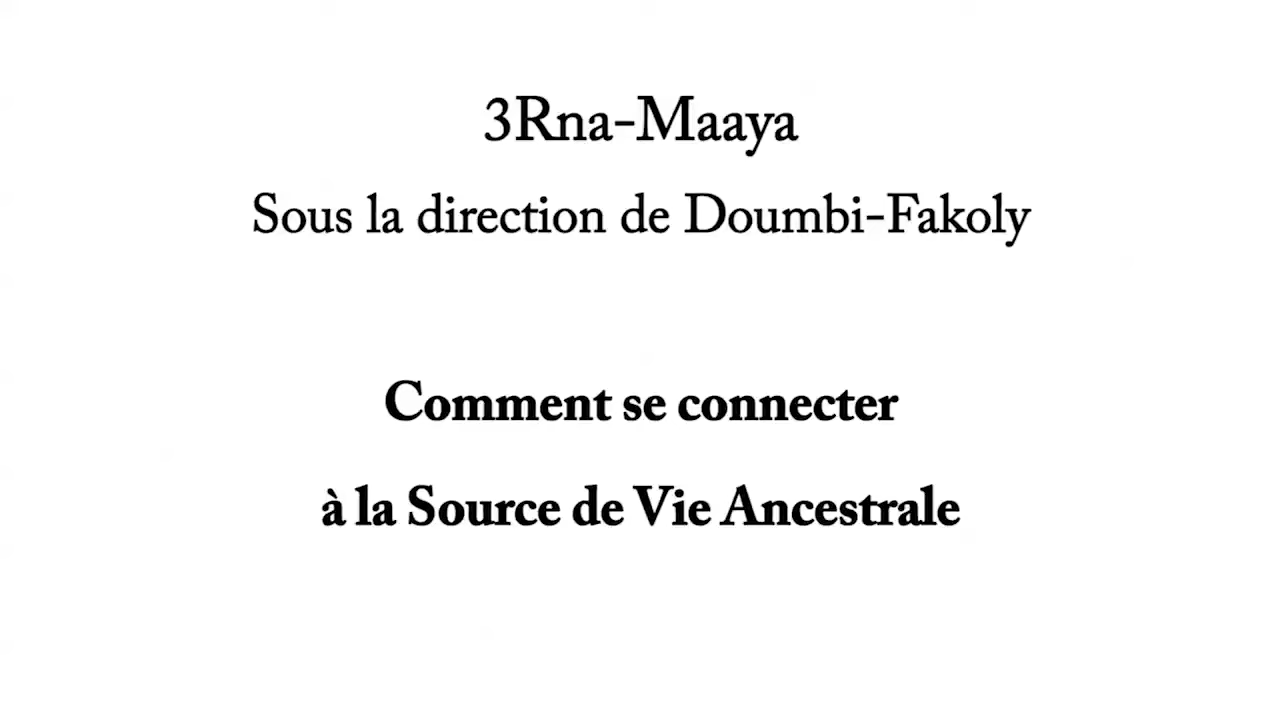 3Rna-Maaya
Sous la direction de Doumbi-Fakoly
Comment se connecter
à la Source de Vie Ancestrale